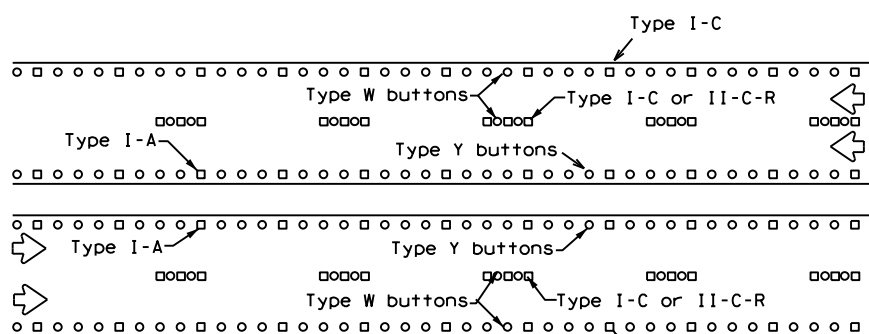 Type I-C
Type W buttons
Type I-C or II-C-R
Type I-A
Type Y buttons
Type I-A
Type Y buttons
Type W buttons
Type I-C or II-C-R